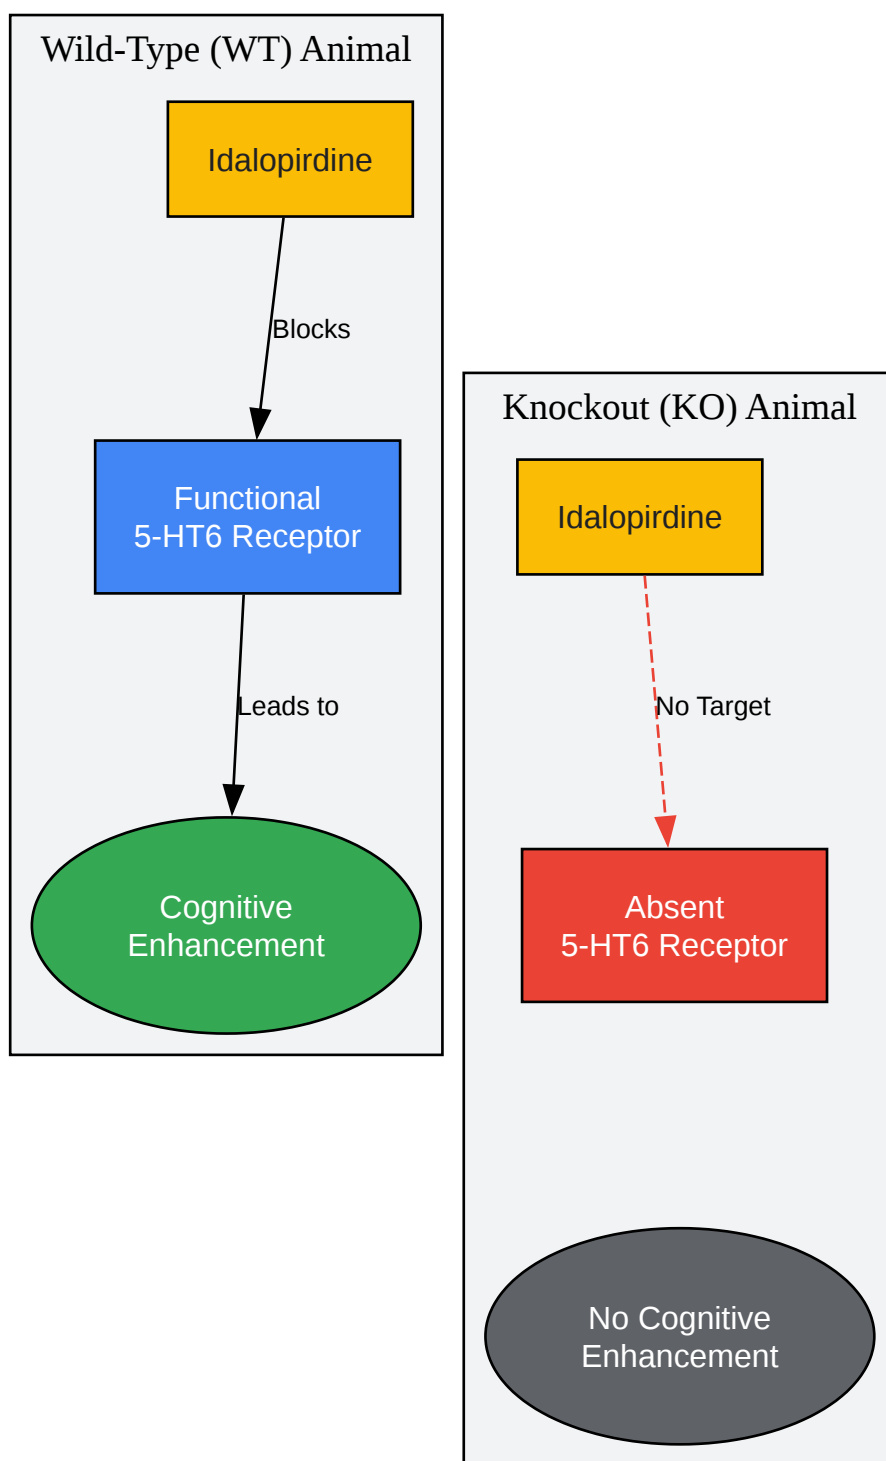 Wild-Type (WT) Animal
Idalopirdine
Blocks
Functional
5-HT6 Receptor
Leads to
Cognitive
Enhancement
Knockout (KO) Animal
Idalopirdine
No Target
Absent
5-HT6 Receptor
No Cognitive
Enhancement